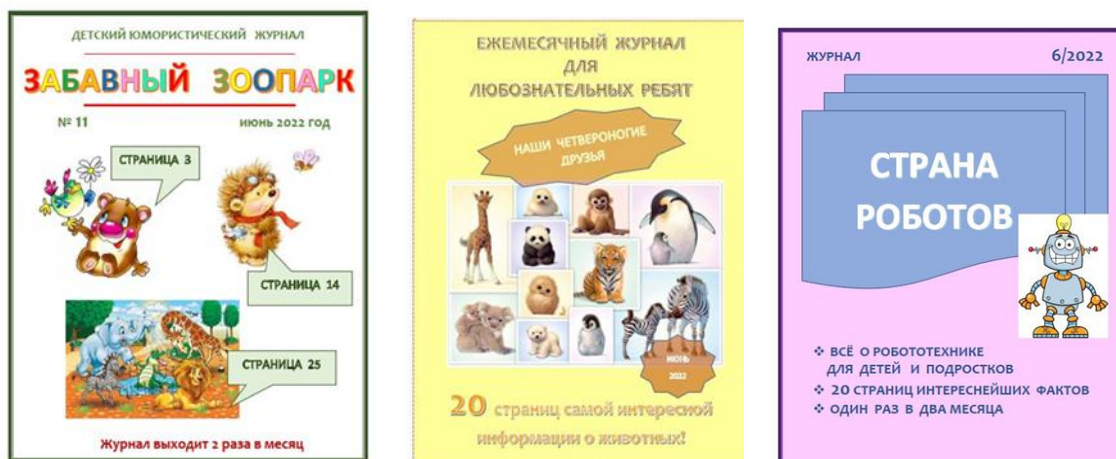 ДЕТСКИЙ ЮМОРИСТИЧЕСКИЙ ЖУРНАЛ
ЗАБАВНЫЙ ЗООПАРК
№ 11 июнь 2022 год
СТРАНИЦА 3
СТРАНИЦА 14
СТРАНИЦА 25
Журнал выходит 2 раза в месяц
ЕЖЕМЕСЯЧНЫЙ ЖУРНАЛ
ДЛЯ
ЛЮБОЗНАТЕЛЬНЫХ РЕБЯТ
НАШИ ЧЕТВЕРОНОГИЕ
ДРУЗЬЯ
ИЮНЬ
2022
20 страниц самой интересной
информации о животных!
ЖУРНАЛ 6/2022
СТРАНА
РОБОТОВ
❖ ВСЁ О РОБОТОТЕХНИКЕ
ДЛЯ ДЕТЕЙ И ПОДРОСТКОВ
❖ 20 СТРАНИЦ ИНТЕРЕСНЕЙШИХ ФАКТОВ
❖ ОДИН РАЗ В ДВА МЕСЯЦА